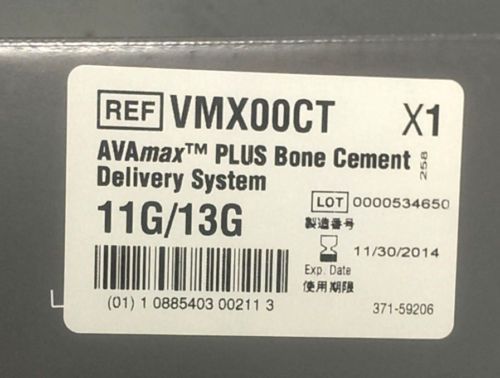 REF VMX00CT X1
AVAmax™ PLUS Bone Cement
Delivery System
258
11G/13G
LOT 0000534650
製造番号
11/30/2014
Exp. Date
使用期限
(01) 1 0885403 00211 3
371-59206